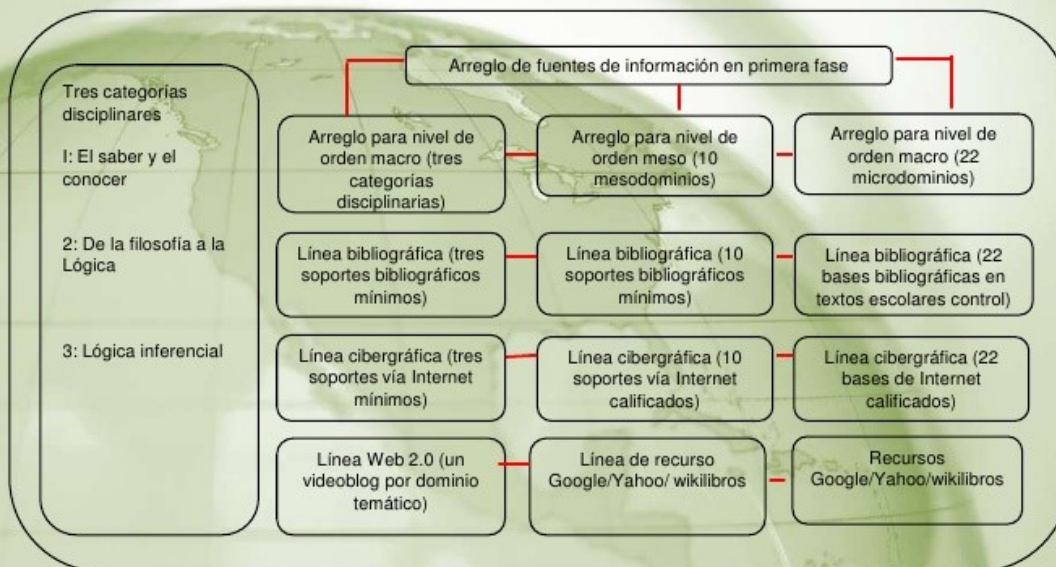 Arreglo de fuentes de información en primera fase
Tres categorías
disciplinares
I: El saber y el
conocer
2: De la filosofía a la
Lógica
3: Lógica inferencial
Arreglo para nivel de
orden macro (tres
categorías
disciplinarias)
Arreglo para nivel de
orden meso (10
mesodominios)
Arreglo para nivel de
orden macro (22
microdominios)
Línea bibliográfica (tres
soportes bibliográficos
mínimos)
Línea bibliográfica (10
soportes bibliográficos
mínimos)
Línea bibliográfica (22
bases bibliográficas en
textos escolares control)
Línea cibergráfica (tres
soportes vía Internet
mínimos)
Línea cibergráfica (10
soportes vía Internet
calificados)
Línea cibergráfica (22
bases de Internet
calificados)
Línea Web 2.0 (un
videoblog por dominio
temático)
Línea de recurso
Google/Yahoo/ wikilibros
Recursos
Google/Yahoo/wikilibros